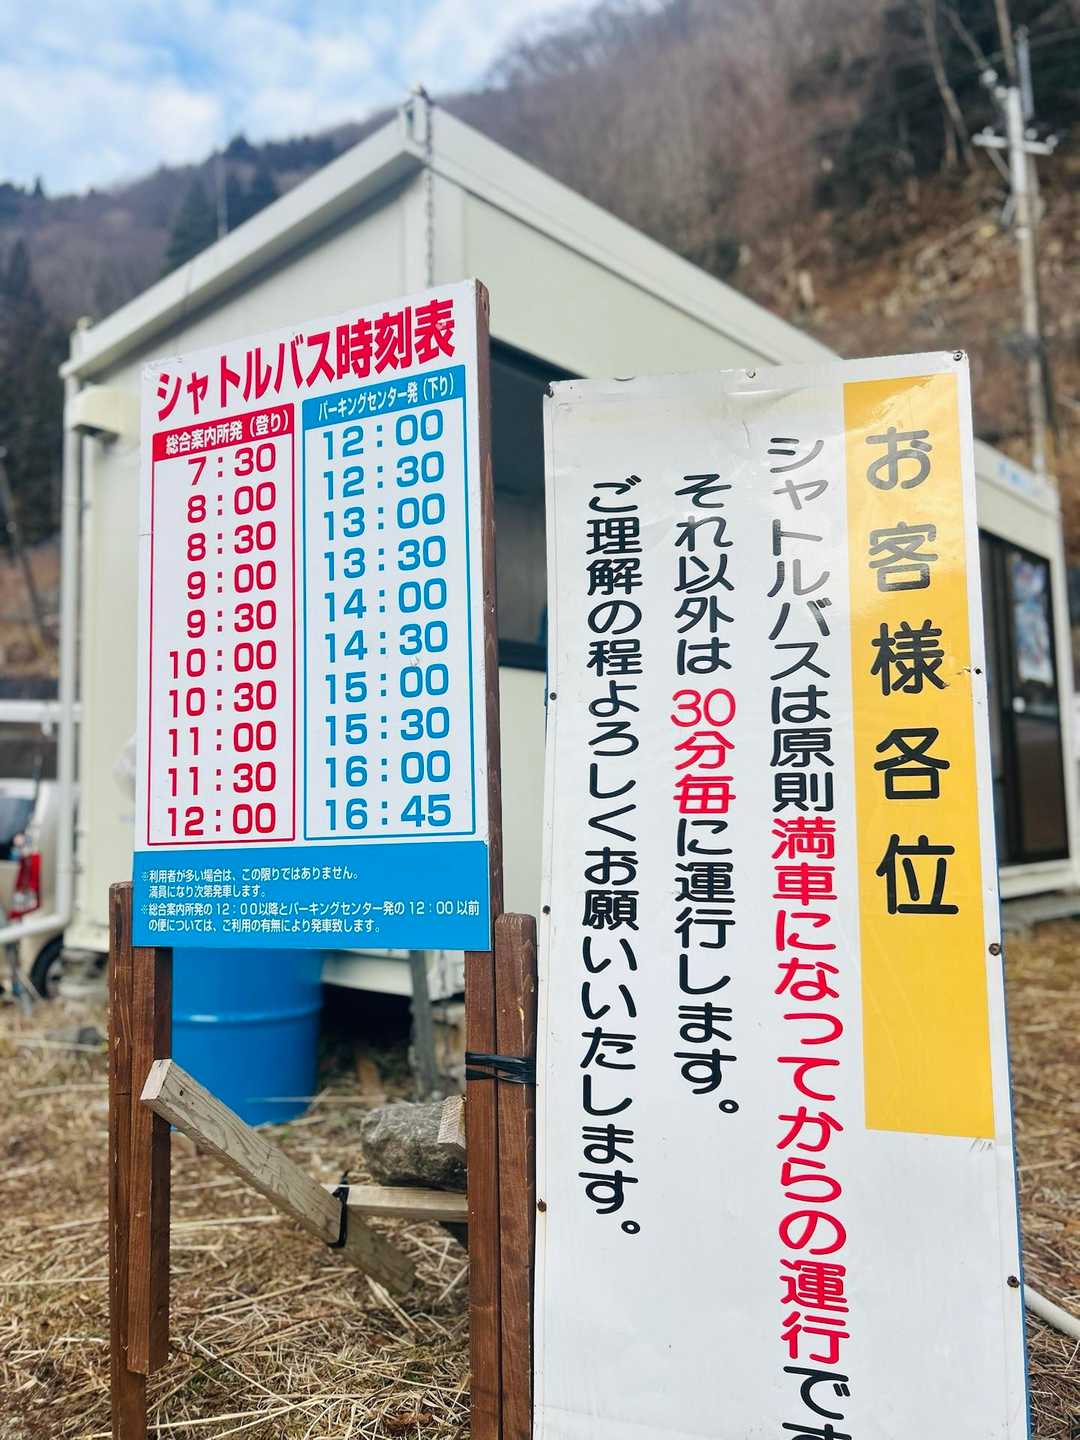 シャトルバス時刻表
総合案内所発（登り）
7：30
8：00
8：30
9：00
9：30
10：00
10：30
11：00
11：30
12：00
パーキングセンター発（下り）
12：00
12：30
13：00
13：30
14：00
14：30
15：00
15：30
16：00
16：45
※利用者が多い場合は、この限りではありません。
満員になり次第発車します。
※総合案内所発の12：00以降とパーキングセンター発の12：00以前
の便については、ご利用の有無により発車致します。
お客様各位
シャトルバスは原則満車になってからの運行です
それ以外は30分毎に運行します。
ご理解の程よろしくお願いいたします。